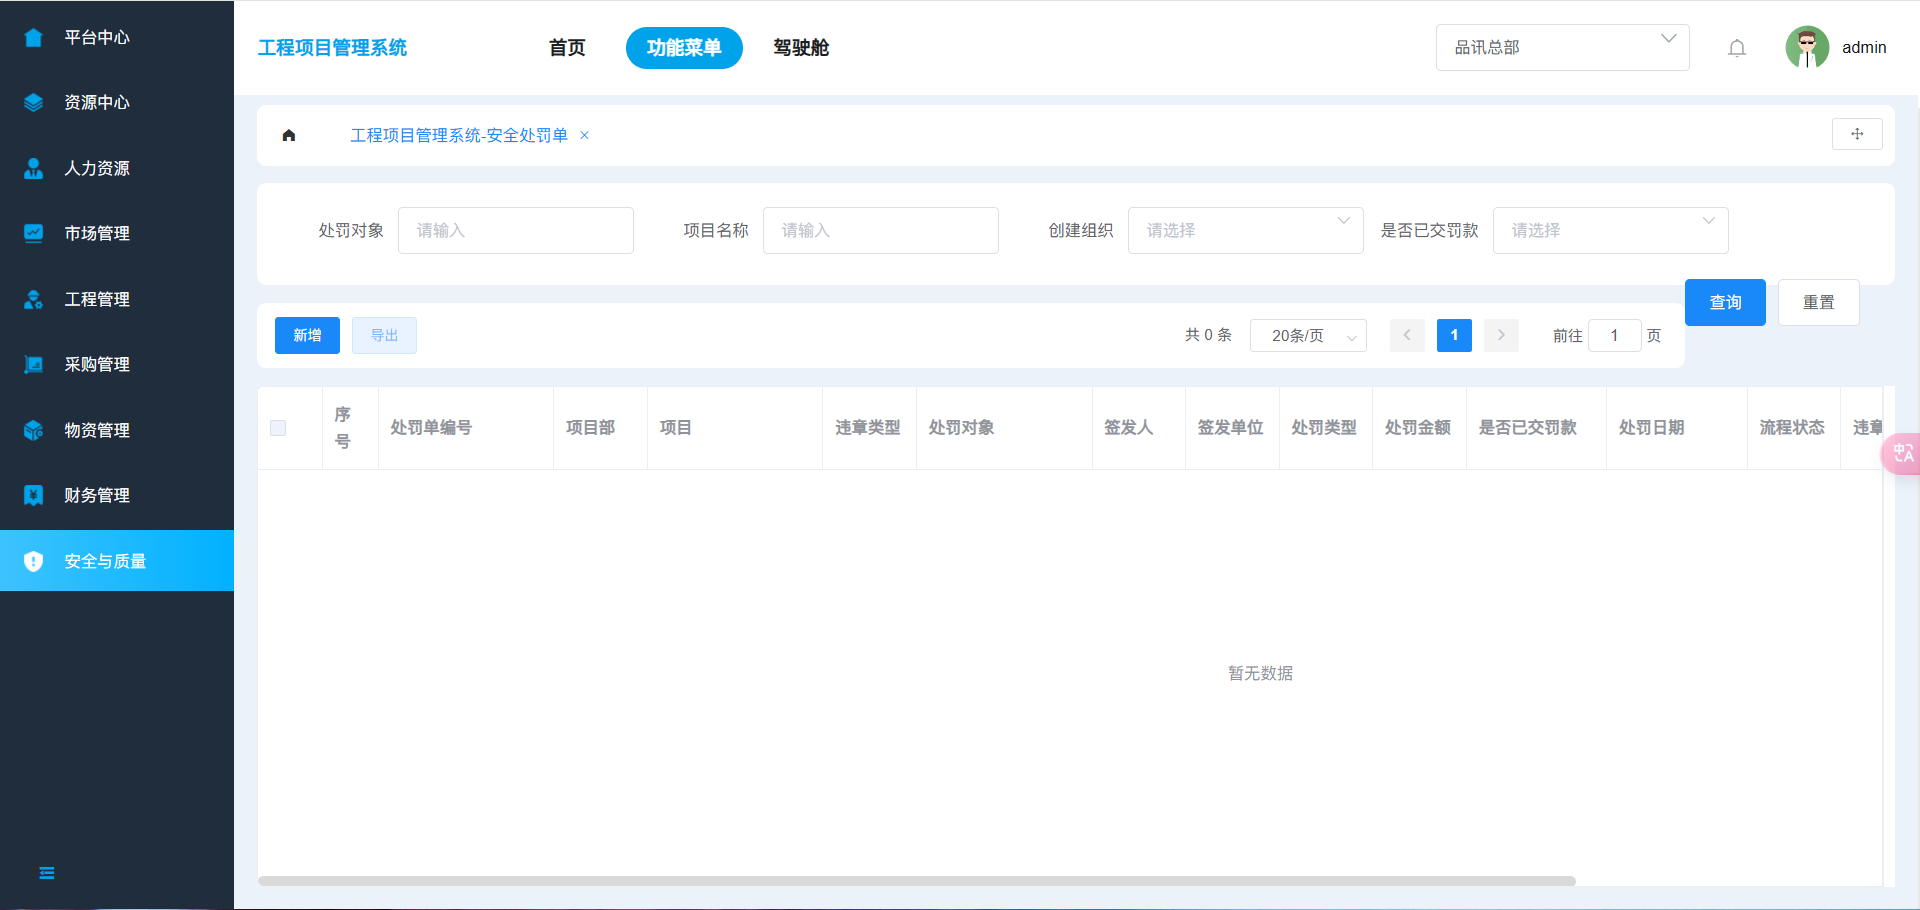 平台中心
资源中心
人力资源
市场管理
工程管理
采购管理
物资管理
财务管理
安全与质量
工程项目管理系统
首页
功能菜单
驾驶舱
品讯总部
admin
工程项目管理系统-安全处罚单
处罚对象 请输入
项目名称 请输入
创建组织 请选择
是否已交罚款 请选择
查询
重置
新增
导出
共 0 条
20条/页
1
前往 1 页
序号
处罚单编号
项目部
项目
违章类型
处罚对象
签发人
签发单位
处罚类型
处罚金额
是否已交罚款
处罚日期
流程状态
违章
中A
暂无数据